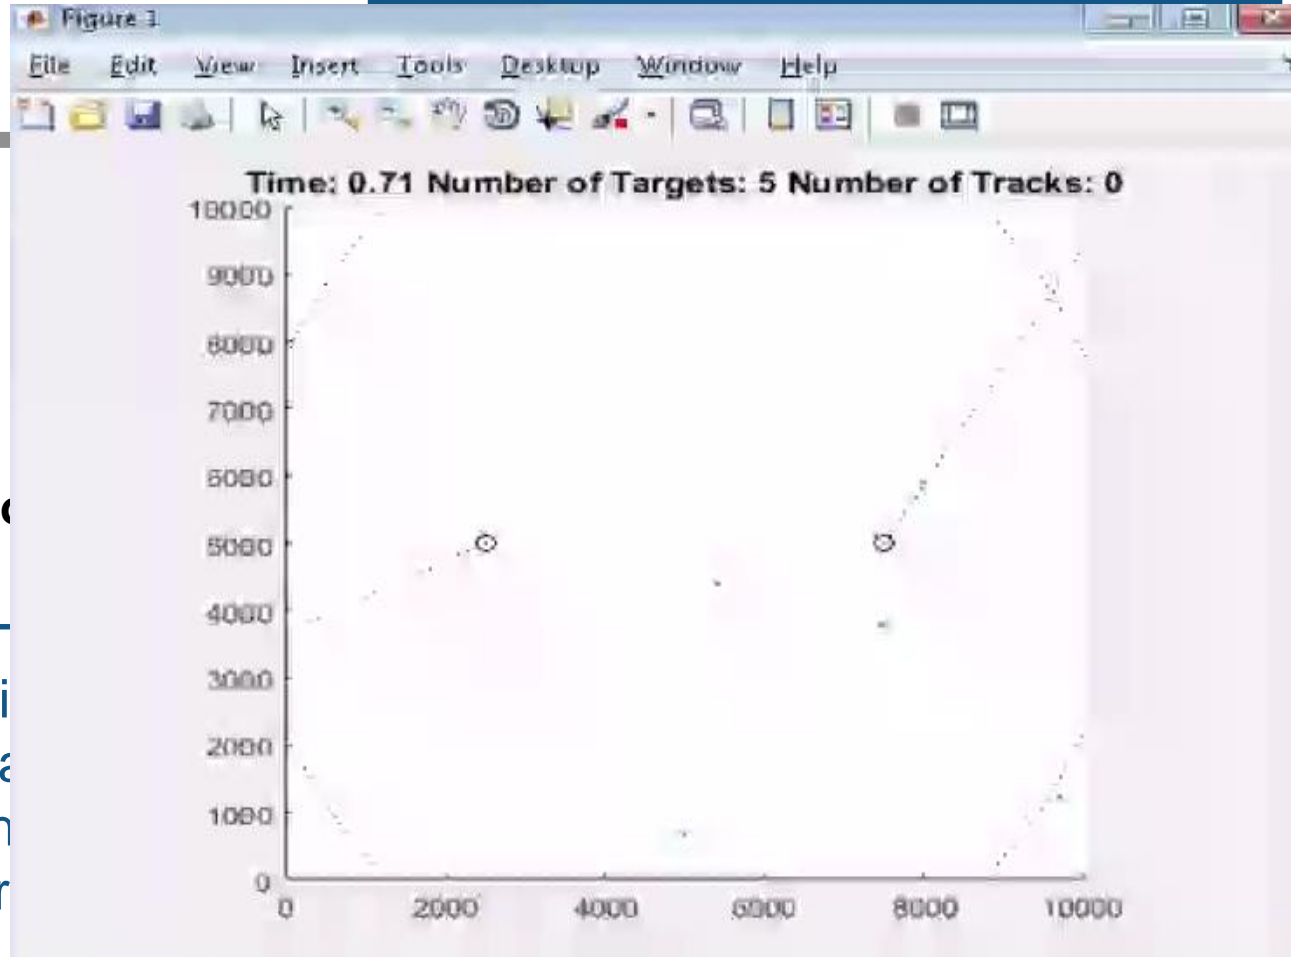 Figure 1
File Edit View Insert Tools Desktop Window Help
Time: 0.71 Number of Targets: 5 Number of Tracks: 0
10000
9000
8000
7000
6000
5000
4000
3000
2000
1000
0
0 2000 4000 6000 8000 10000